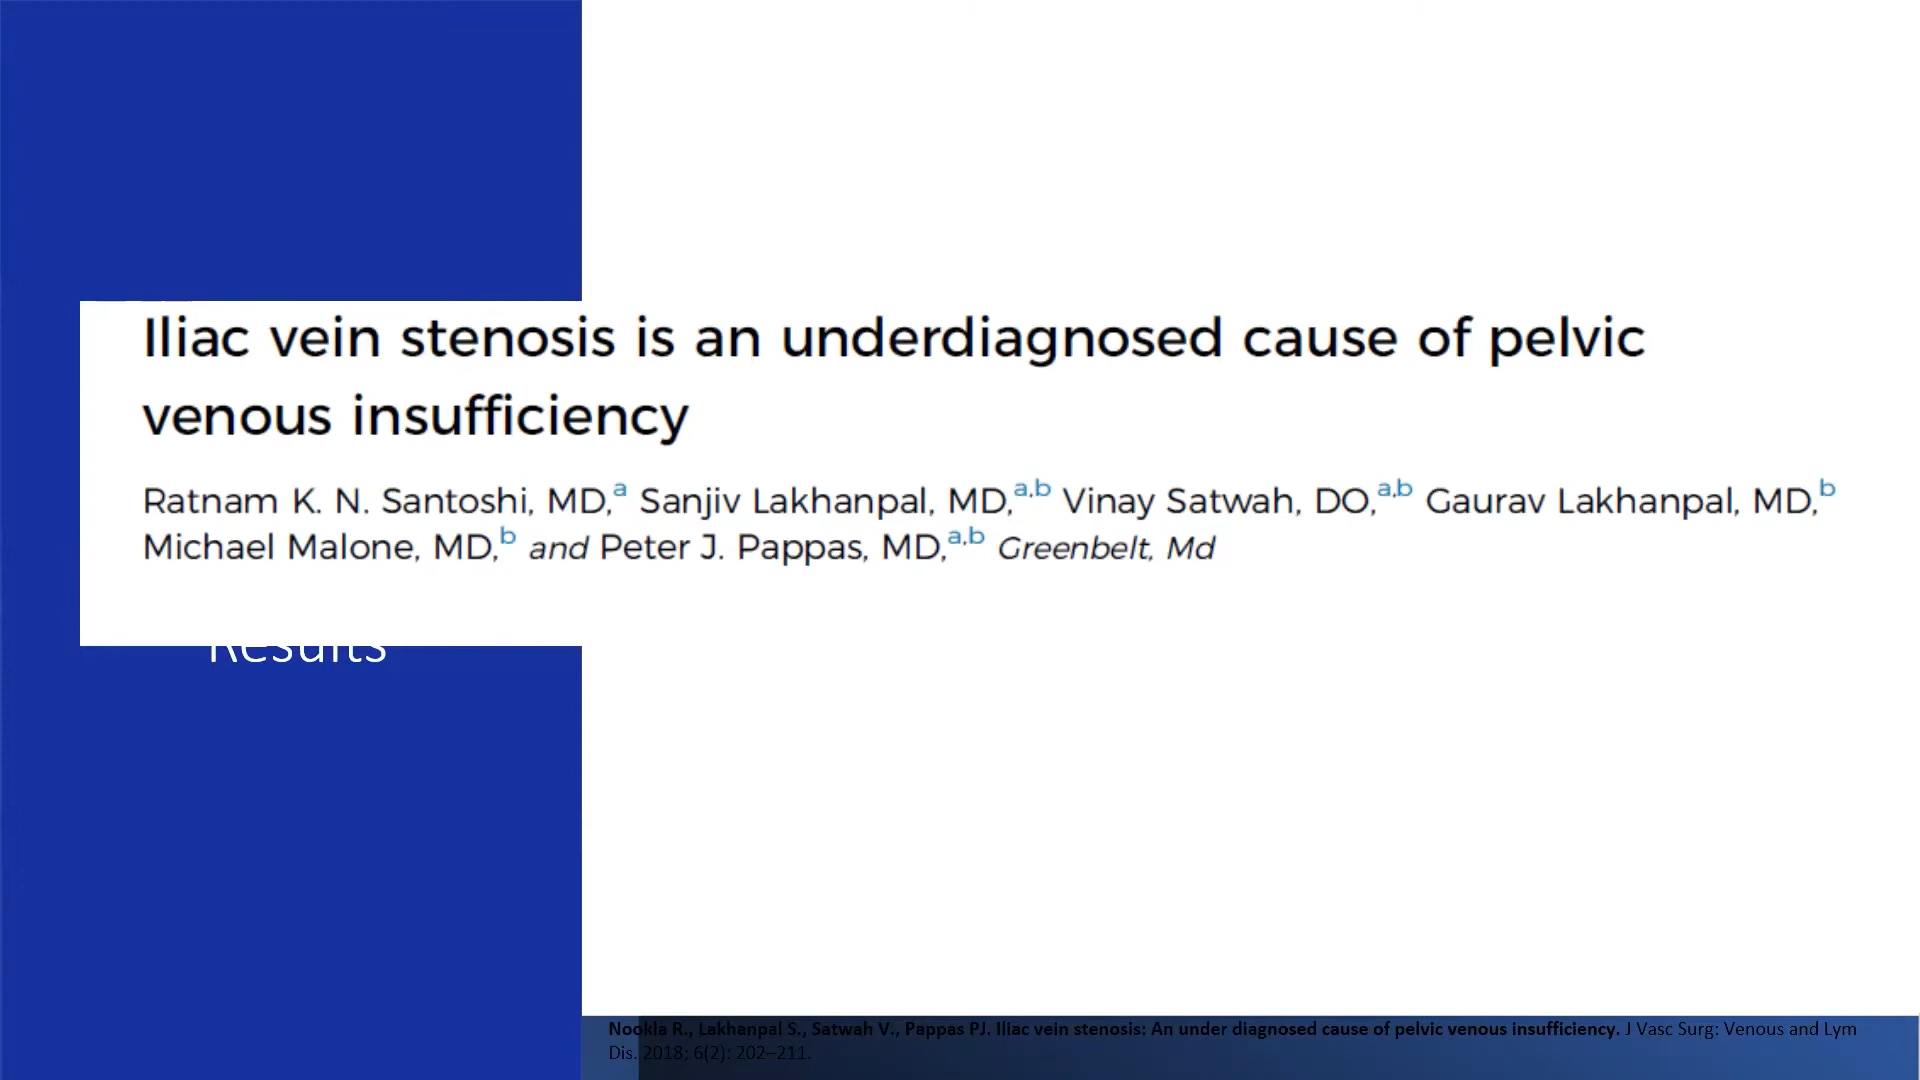 Iliac vein stenosis is an underdiagnosed cause of pelvic
venous insufficiency
Ratnam K. N. Santoshi, MD,a Sanjiv Lakhanpal, MD,a,b Vinay Satwah, DO,a,b Gaurav Lakhanpal, MD,b
Michael Malone, MD,b and Peter J. Pappas, MD,a,b Greenbelt, Md
Results
Nookla R., Lakhanpal S., Satwah V., Pappas PJ. Iliac vein stenosis: An under diagnosed cause of pelvic venous insufficiency. J Vasc Surg: Venous and Lym
Dis. 2018; 6(2): 202–211.